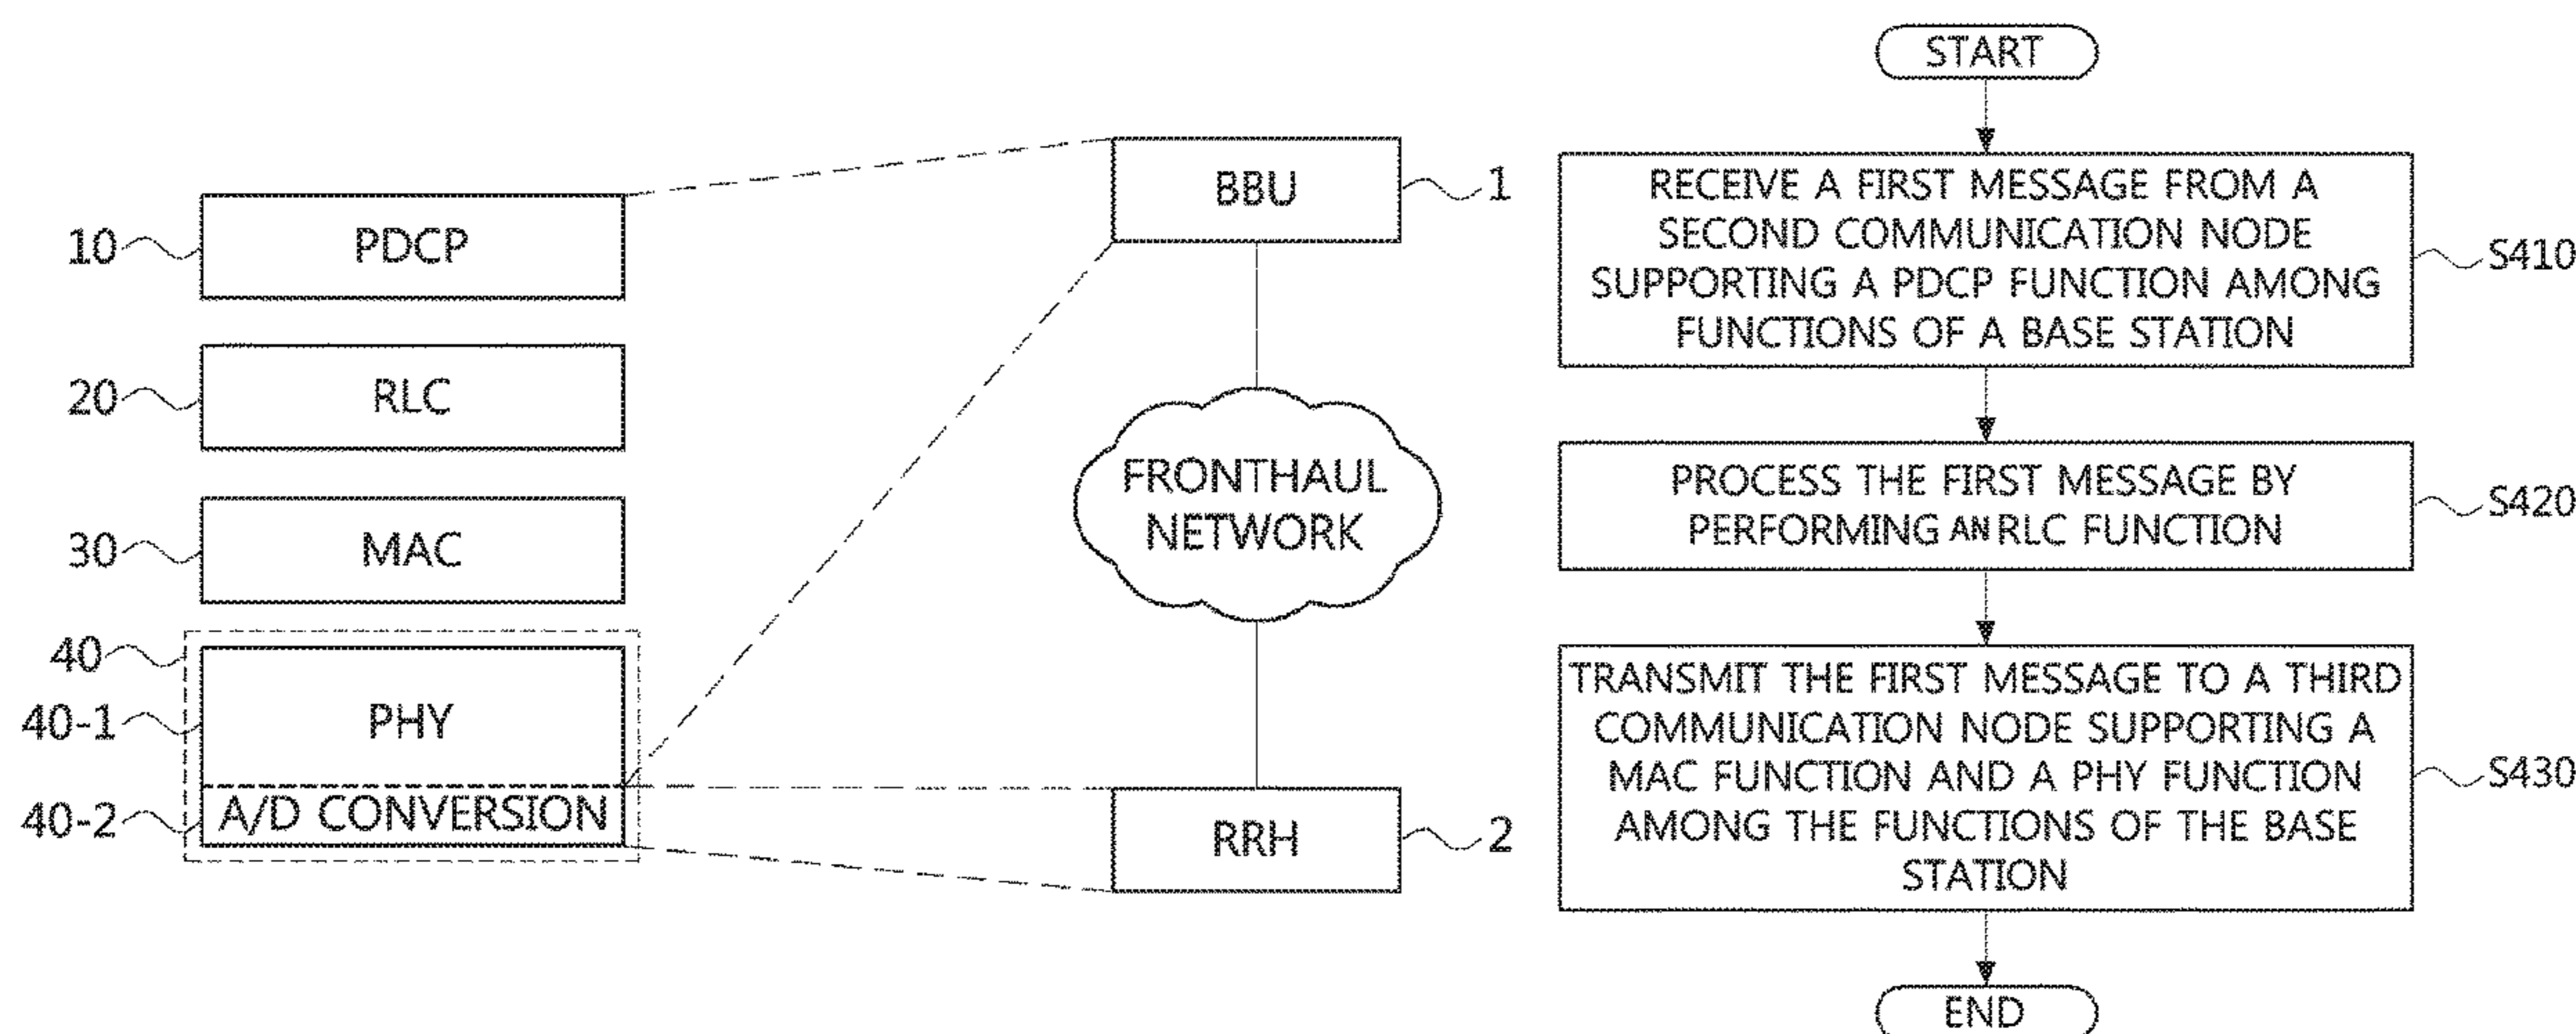 10
PDCP
20
RLC
30
MAC
40
40-1
PHY
40-2
A/D CONVERSION
BBU
1
FRONTHAUL
NETWORK
RRH
2
START
RECEIVE A FIRST MESSAGE FROM A
SECOND COMMUNICATION NODE
SUPPORTING A PDCP FUNCTION AMONG
FUNCTIONS OF A BASE STATION
S410
PROCESS THE FIRST MESSAGE BY
PERFORMING AN RLC FUNCTION
S420
TRANSMIT THE FIRST MESSAGE TO A THIRD
COMMUNICATION NODE SUPPORTING A
MAC FUNCTION AND A PHY FUNCTION
AMONG THE FUNCTIONS OF THE BASE
STATION
S430
END